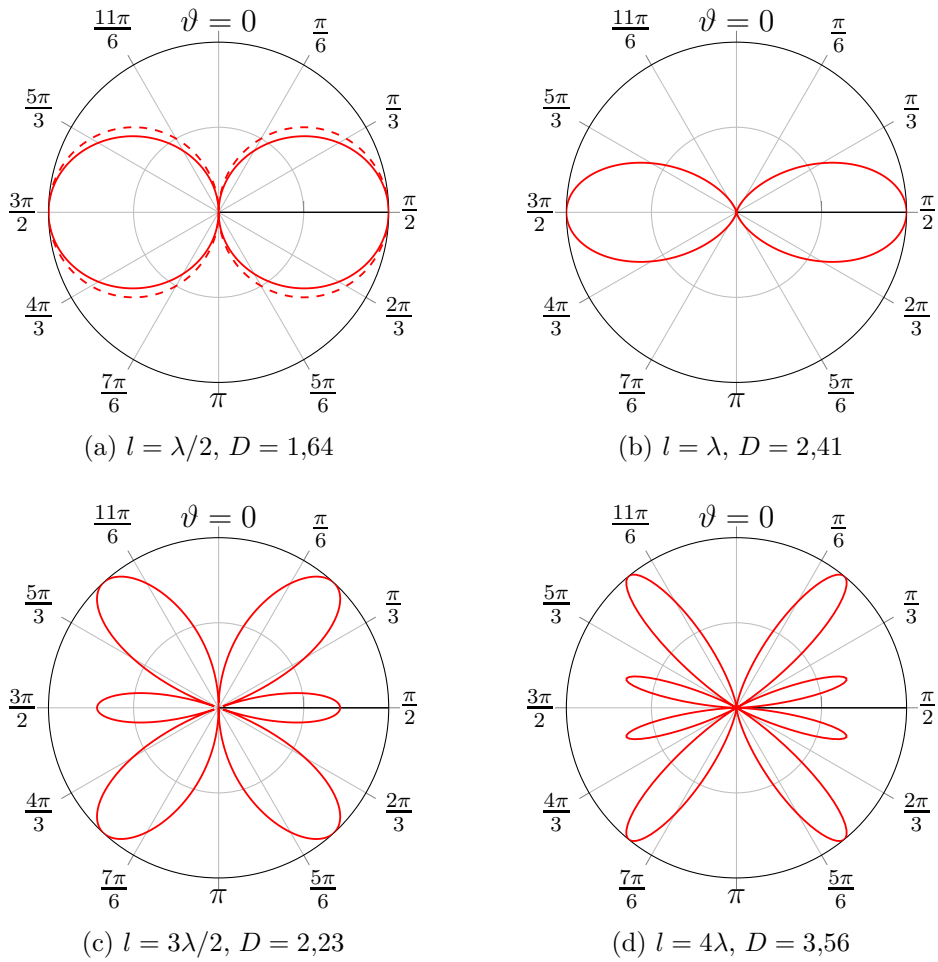 11π/6 ϑ = 0 π/6
5π/3 π/3
3π/2 π/2
4π/3 2π/3
7π/6 π 5π/6
(a) l = λ/2, D = 1,64
11π/6 ϑ = 0 π/6
5π/3 π/3
3π/2 π/2
4π/3 2π/3
7π/6 π 5π/6
(b) l = λ, D = 2,41
11π/6 ϑ = 0 π/6
5π/3 π/3
3π/2 π/2
4π/3 2π/3
7π/6 π 5π/6
(c) l = 3λ/2, D = 2,23
11π/6 ϑ = 0 π/6
5π/3 π/3
3π/2 π/2
4π/3 2π/3
7π/6 π 5π/6
(d) l = 4λ, D = 3,56